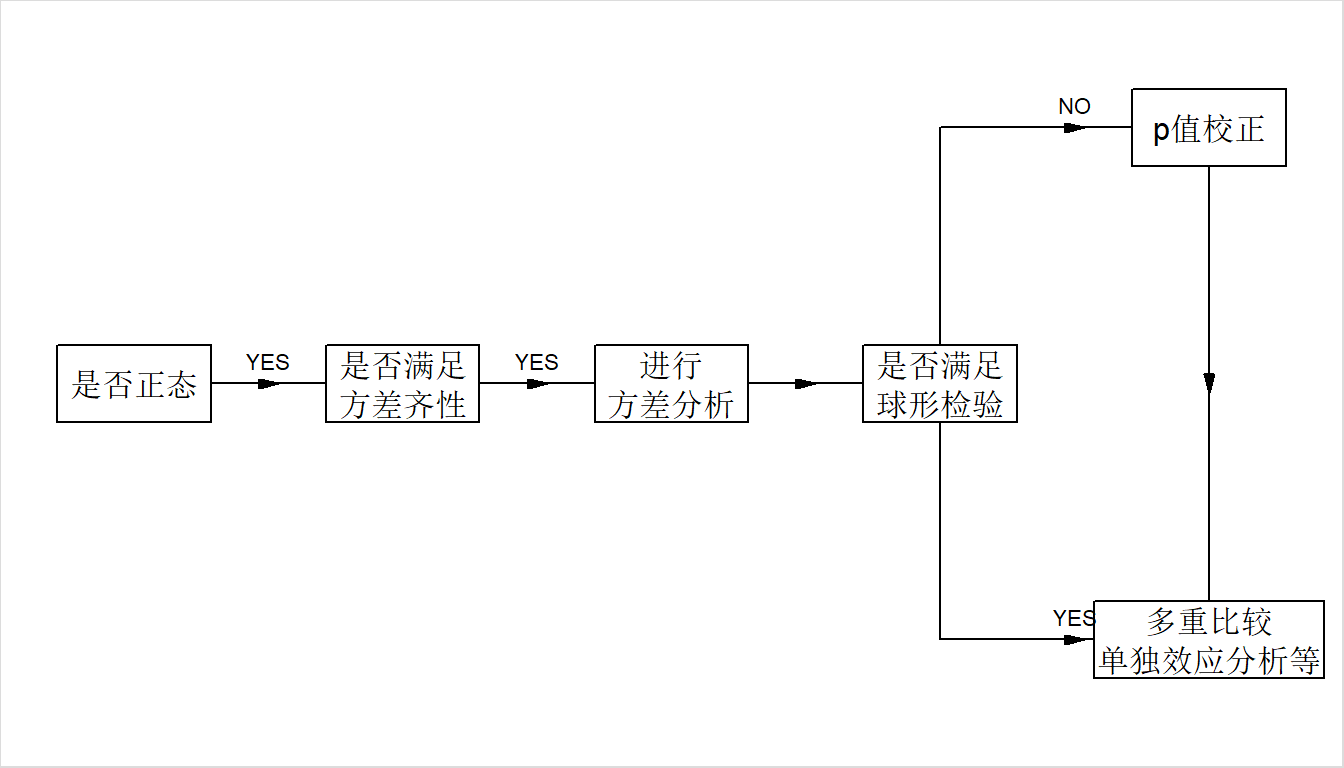 NO
p值校正
是否正态
YES
是否满足
方差齐性
YES
进行
方差分析
是否满足
球形检验
YES
多重比较
单独效应分析等